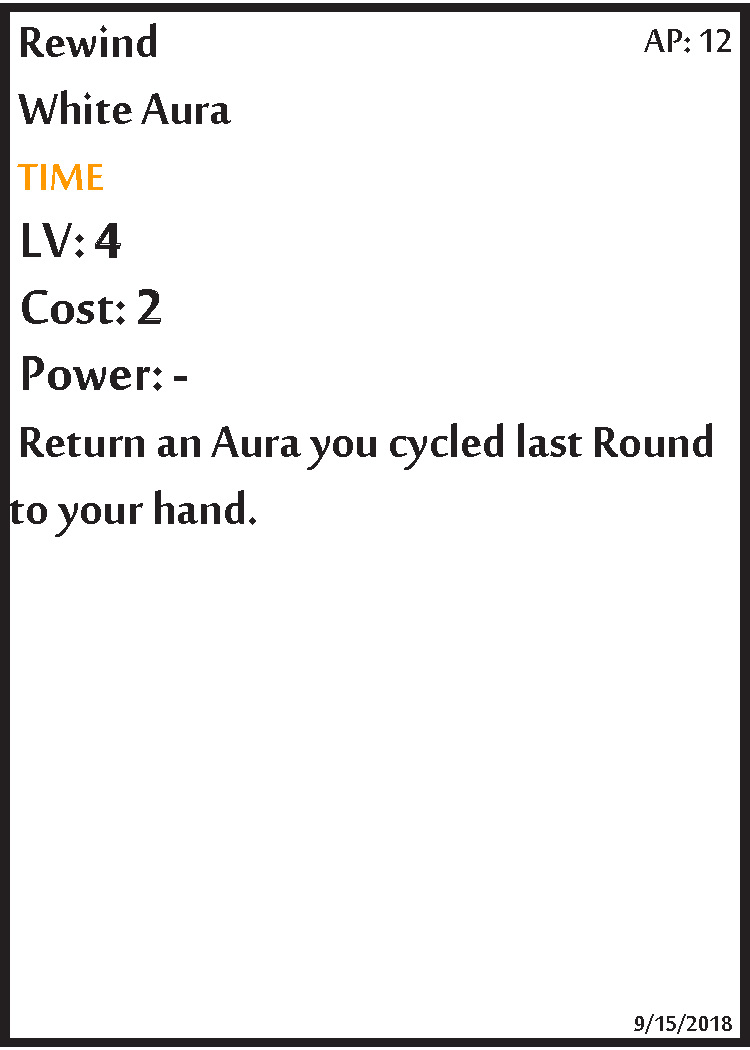 Rewind
AP: 12
White Aura
TIME
LV: 4
Cost: 2
Power: -
Return an Aura you cycled last Round
to your hand.
9/15/2018